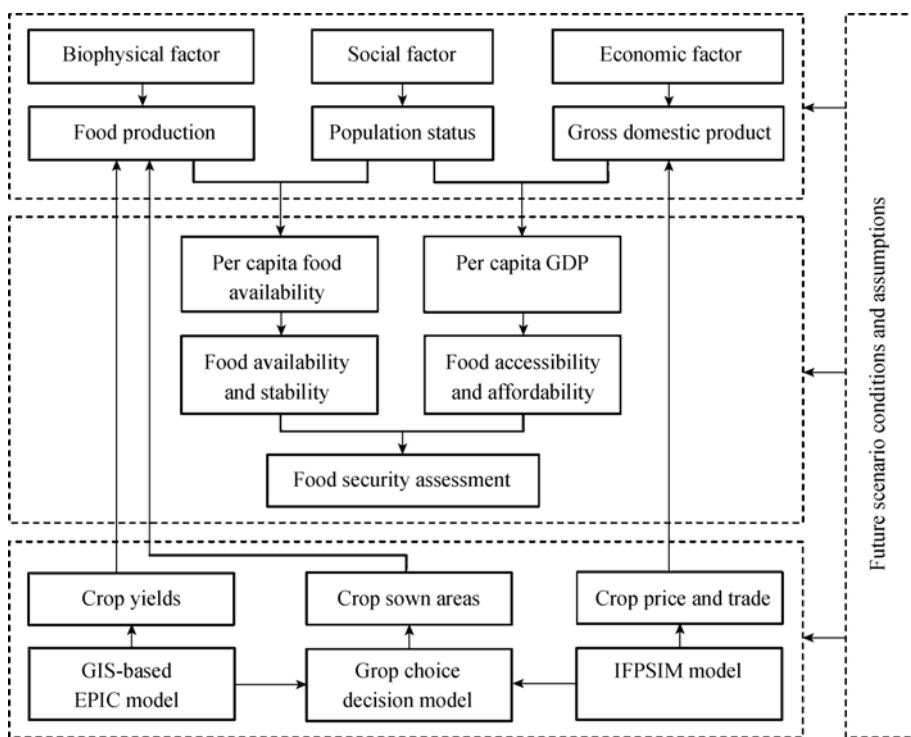 Biophysical factor
Social factor
Economic factor
Food production
Population status
Gross domestic product
Per capita food
availability
Per capita GDP
Food availability
and stability
Food accessibility
and affordability
Food security assessment
Crop yields
Crop sown areas
Crop price and trade
GIS-based
EPIC model
Grop choice
decision model
IFPSIM model
Future scenario conditions and assumptions